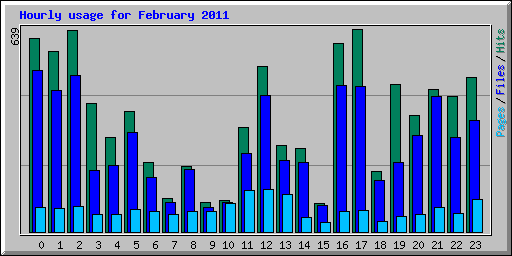 Hourly usage for February 2011
639
Pages / Files / Hits
0 1 2 3 4 5 6 7 8 9 10 11 12 13 14 15 16 17 18 19 20 21 22 23